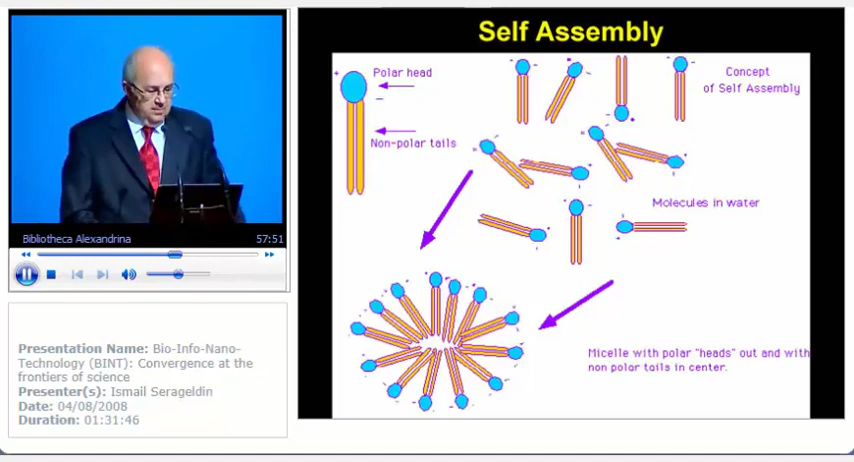 Self Assembly
Polar head
Non-polar tails
Concept
of Self Assembly
Molecules in water
Micelle with polar "heads" out and with
non polar tails in center.
Bibliotheca Alexandrina 57:51
Presentation Name: Bio-Info-Nano-
Technology (BINT): Convergence at the
frontiers of science
Presenter(s): Ismail Serageldin
Date: 04/08/2008
Duration: 01:31:46